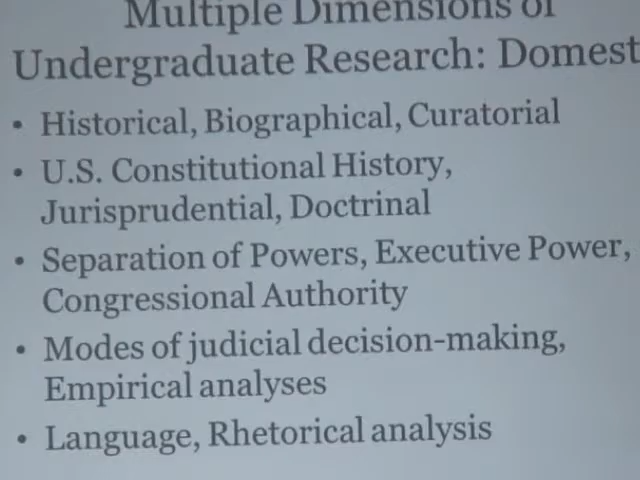 Multiple Dimensions of
Undergraduate Research: Domest
• Historical, Biographical, Curatorial
• U.S. Constitutional History,
Jurisprudential, Doctrinal
• Separation of Powers, Executive Power,
Congressional Authority
• Modes of judicial decision-making,
Empirical analyses
• Language, Rhetorical analysis